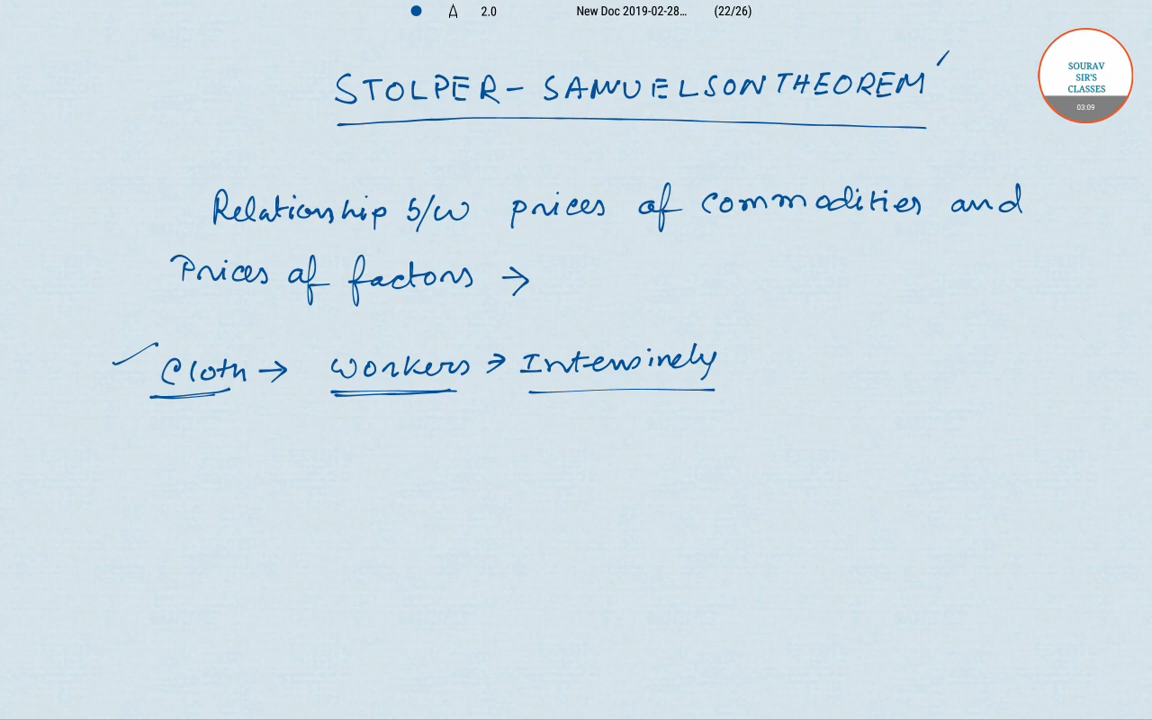 2.0 New Doc 2019-02-28... (22/26)
SOURAV
SIR'S
CLASSES
03:09
STOLPER-SAMUELSON THEOREM
Relationship b/w prices of commodities and
Prices of factors →
Cloth → workers → Intensively